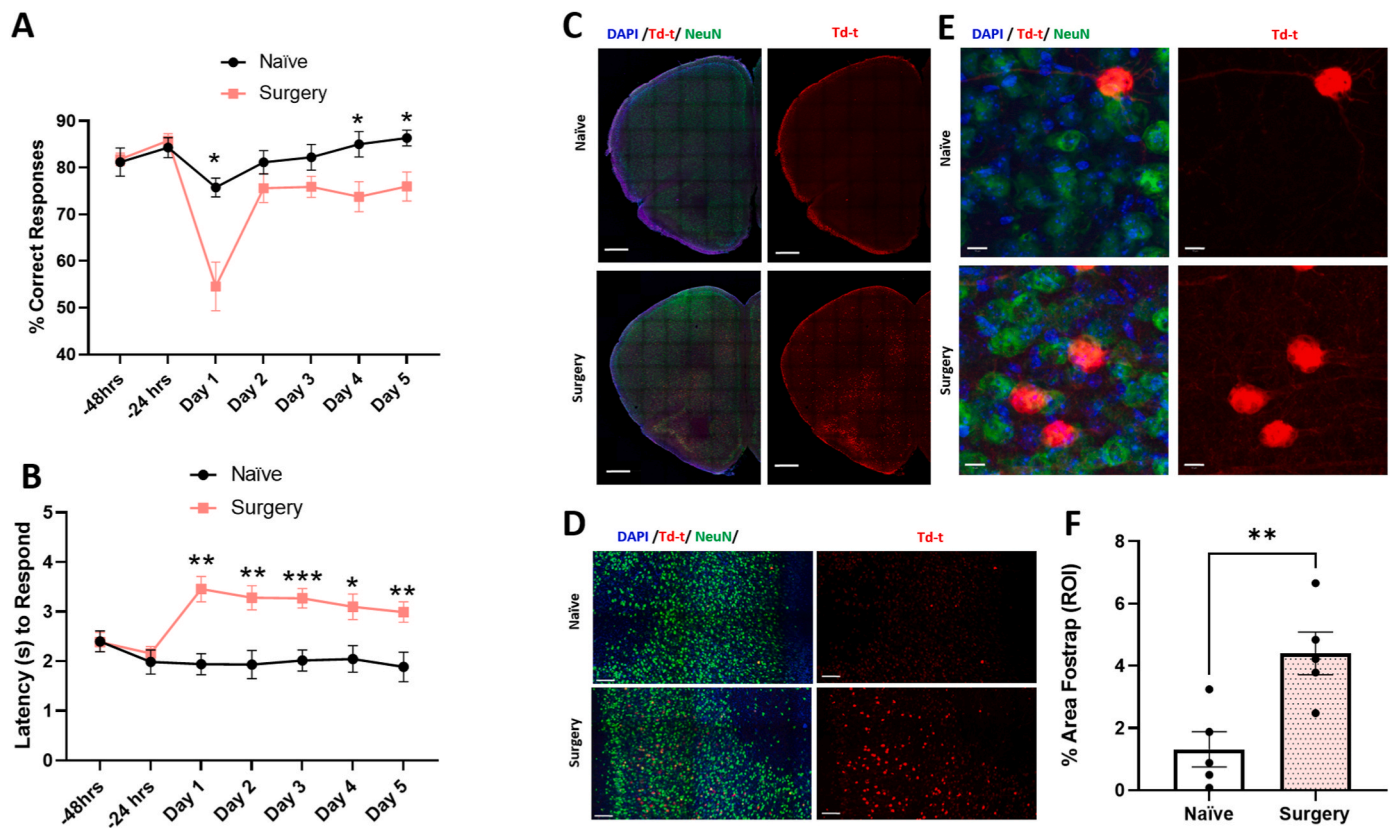 A
Naïve
Surgery
% Correct Responses
90
80
70
60
50
40
*
*
*
-48hrs
-24 hrs
Day 1
Day 2
Day 3
Day 4
Day 5
B
Naïve
Surgery
Latency (s) to Respond
5
4
3
2
1
0
**
**
***
*
**
-48hrs
-24 hrs
Day 1
Day 2
Day 3
Day 4
Day 5
C
DAPI /Td-t/ NeuN
Td-t
Naïve
Surgery
D
DAPI /Td-t/ NeuN/
Td-t
Naïve
Surgery
E
DAPI / Td-t/ NeuN
Td-t
Naïve
Surgery
F
% Area Fostrap (ROI)
8
6
4
2
0
**
Naïve
Surgery